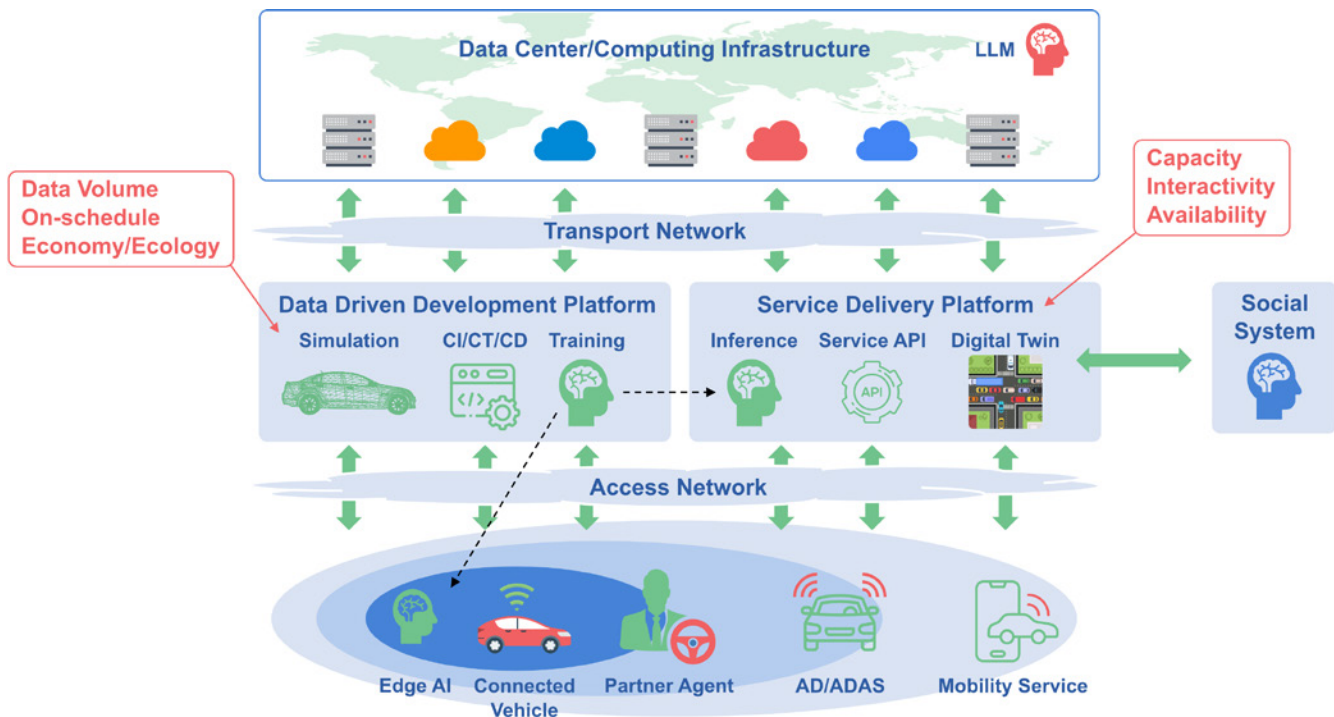 Data Center/Computing Infrastructure
LLM
Data Volume
On-schedule
Economy/Ecology
Capacity
Interactivity
Availability
Transport Network
Data Driven Development Platform
Simulation
CI/CT/CD
Training
Service Delivery Platform
Inference
Service API
Digital Twin
API
Social
System
Access Network
Edge AI
Connected
Vehicle
Partner Agent
AD/ADAS
Mobility Service